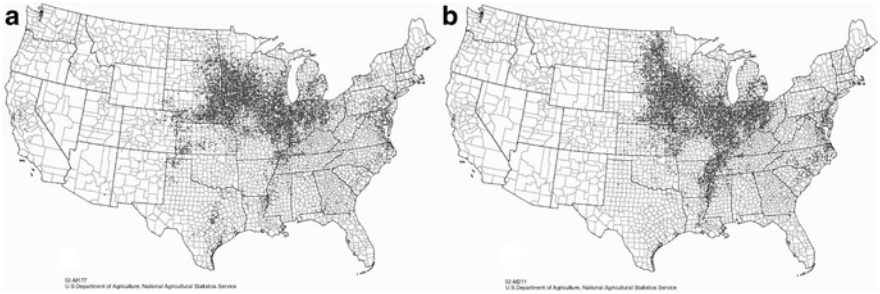 a
b
02-M177
U.S.Department of Agriculture, National Agricultural Statistics Service
02-M211
U.S.Department of Agriculture, National Agricultural Statistics Service